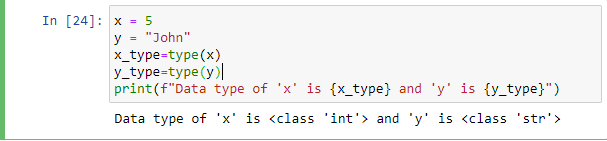 In [24]:
x = 5
y = "John"
x_type=type(x)
y_type=type(y)
print(f"Data type of 'x' is {x_type} and 'y' is {y_type}")
Data type of 'x' is <class 'int'> and 'y' is <class 'str'>